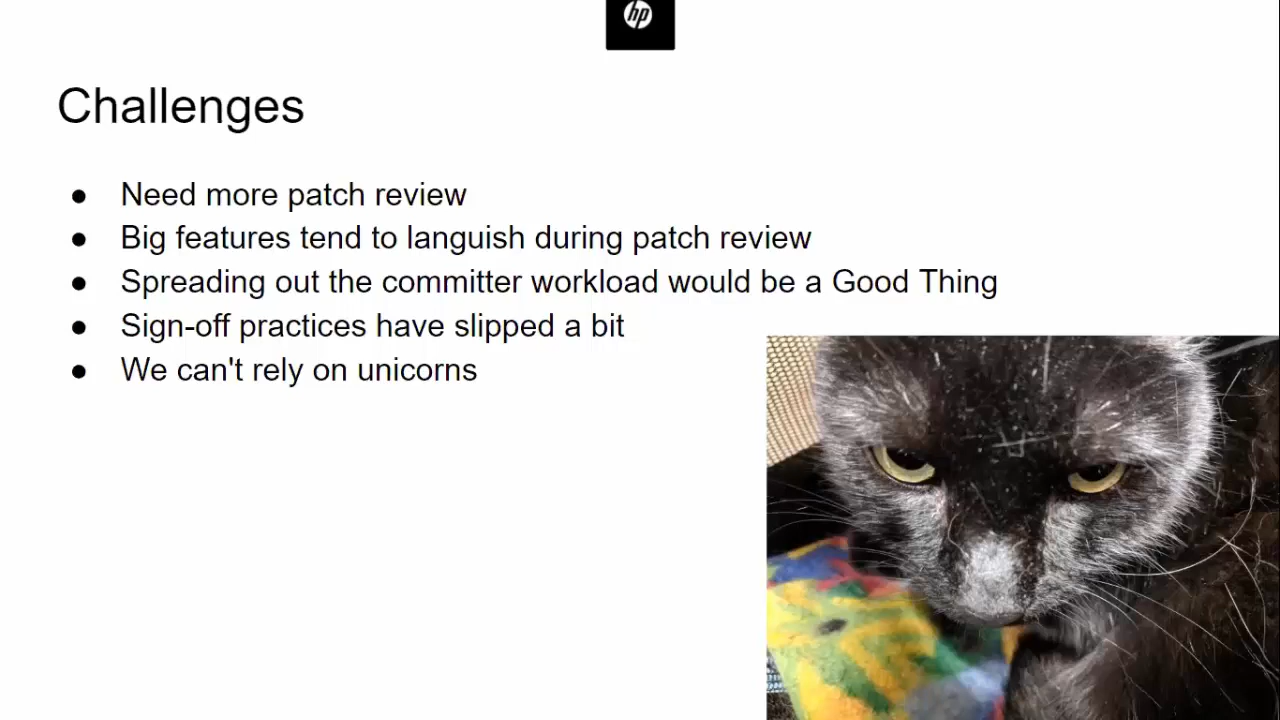 hp
Challenges
● Need more patch review
● Big features tend to languish during patch review
● Spreading out the committer workload would be a Good Thing
● Sign-off practices have slipped a bit
● We can't rely on unicorns